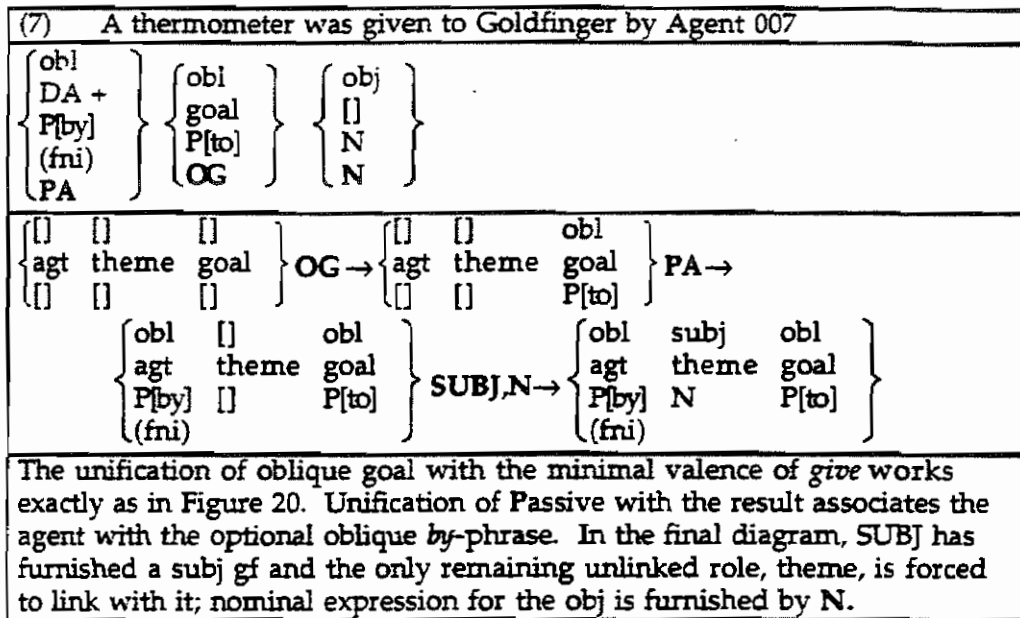 (7) A thermometer was given to Goldfinger by Agent 007
obl obl obj
DA + goal []
P[by] P[to] N
(fni) OG N
PA
[] [] [] [] [] obl
agt theme goal OG → agt theme goal PA →
[] [] [] [] [] P[to]
obl [] obl obl subj obl
agt theme goal SUBJ,N → agt theme goal
P[by] [] P[to] P[by] N P[to]
(fni) (fni)
The unification of oblique goal with the minimal valence of give works
exactly as in Figure 20. Unification of Passive with the result associates the
agent with the optional oblique by-phrase. In the final diagram, SUBJ has
furnished a subj gf and the only remaining unlinked role, theme, is forced
to link with it; nominal expression for the obj is furnished by N.